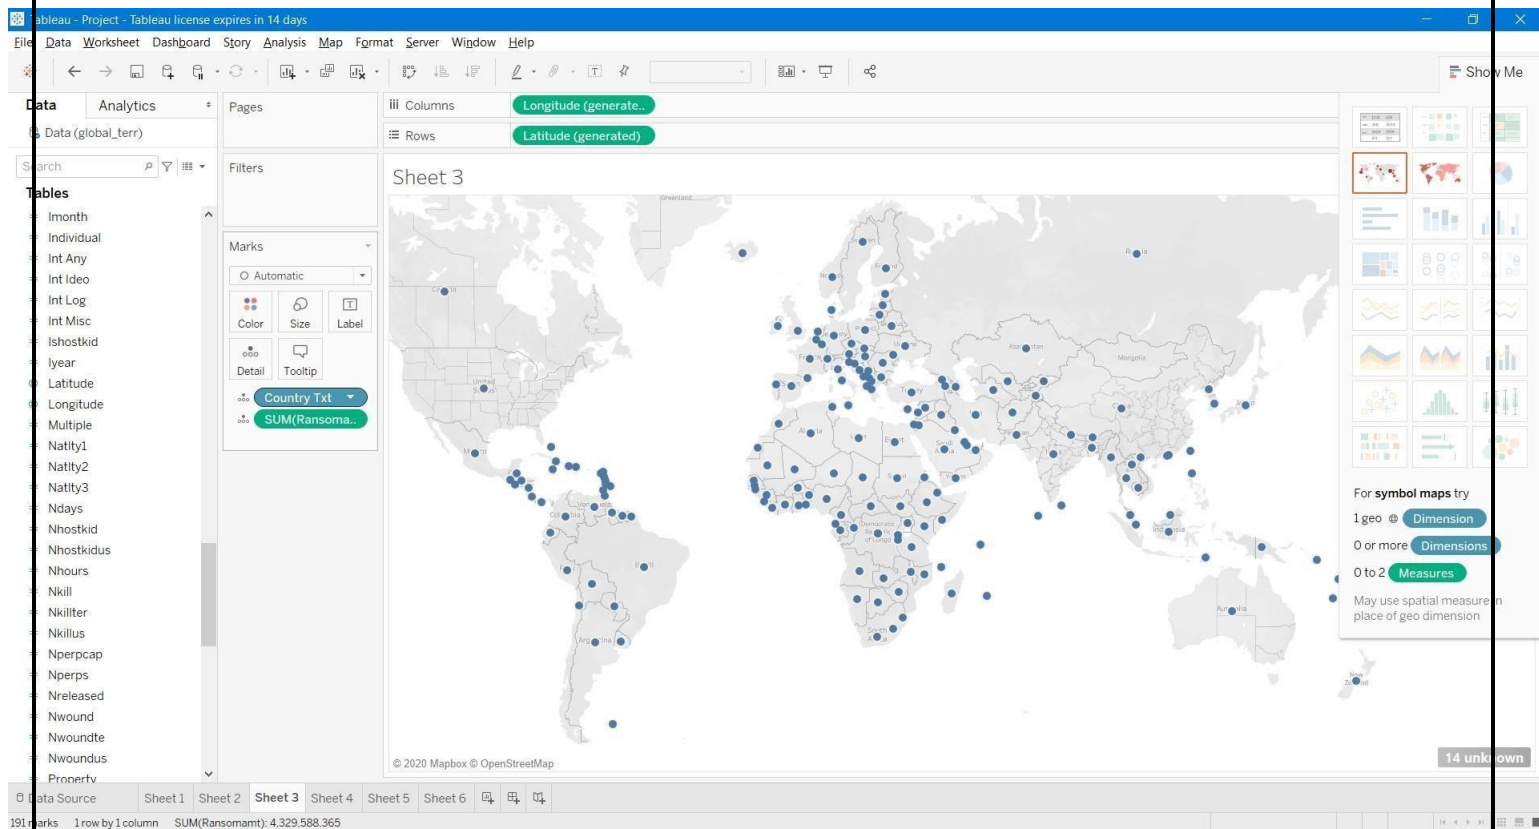 Tableau - Project - Tableau license expires in 14 days
File Data Worksheet Dashboard Story Analysis Map Format Server Window Help
Show Me
Data Analytics
Data (global_terr)
Search
Tables
Imonth
Individual
Int Any
Int Ideo
Int Log
Int Misc
Ishostkid
Iyear
Latitude
Longitude
Multiple
Natlty1
Natlty2
Natlty3
Ndays
Nhostkid
Nhostkidus
Nhours
Nkill
Nkillter
Nkillus
Nperpcap
Nperps
Nreleased
Nwound
Nwoundte
Nwoundus
Property
Pages
Filters
Marks
Automatic
Color Size Label
Detail Tooltip
Country Txt
SUM(Ransoma..
iii Columns Longitude (generate..
Rows Latitude (generated)
Sheet 3
Greenland
Mongolia
© 2020 Mapbox © OpenStreetMap
14 unknown
For symbol maps try
1 geo Dimension
0 or more Dimensions
0 to 2 Measures
May use spatial measure in
place of geo dimension
Data Source Sheet 1 Sheet 2 Sheet 3 Sheet 4 Sheet 5 Sheet 6
191 marks 1 row by 1 column SUM(Ransomamt): 4,329,588,365